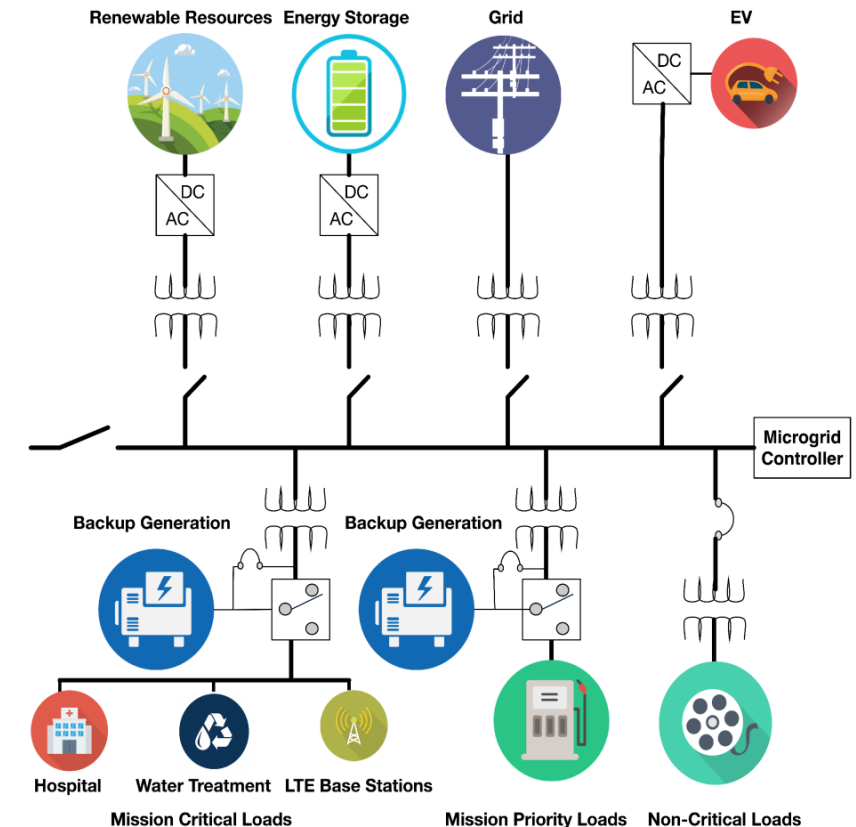 Renewable Resources
Energy Storage
Grid
EV
DC
AC
DC
AC
DC
AC
Microgrid
Controller
Backup Generation
Backup Generation
Hospital
Water Treatment
LTE Base Stations
Mission Critical Loads
Mission Priority Loads
Non-Critical Loads